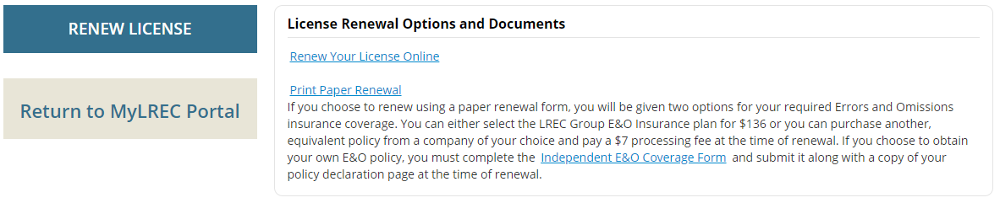 RENEW LICENSE
Return to MyLREC Portal
License Renewal Options and Documents
Renew Your License Online
Print Paper Renewal
If you choose to renew using a paper renewal form, you will be given two options for your required Errors and Omissions
insurance coverage. You can either select the LREC Group E&O Insurance plan for $136 or you can purchase another,
equivalent policy from a company of your choice and pay a $7 processing fee at the time of renewal. If you choose to obtain
your own E&O policy, you must complete the Independent E&O Coverage Form and submit it along with a copy of your
policy declaration page at the time of renewal.